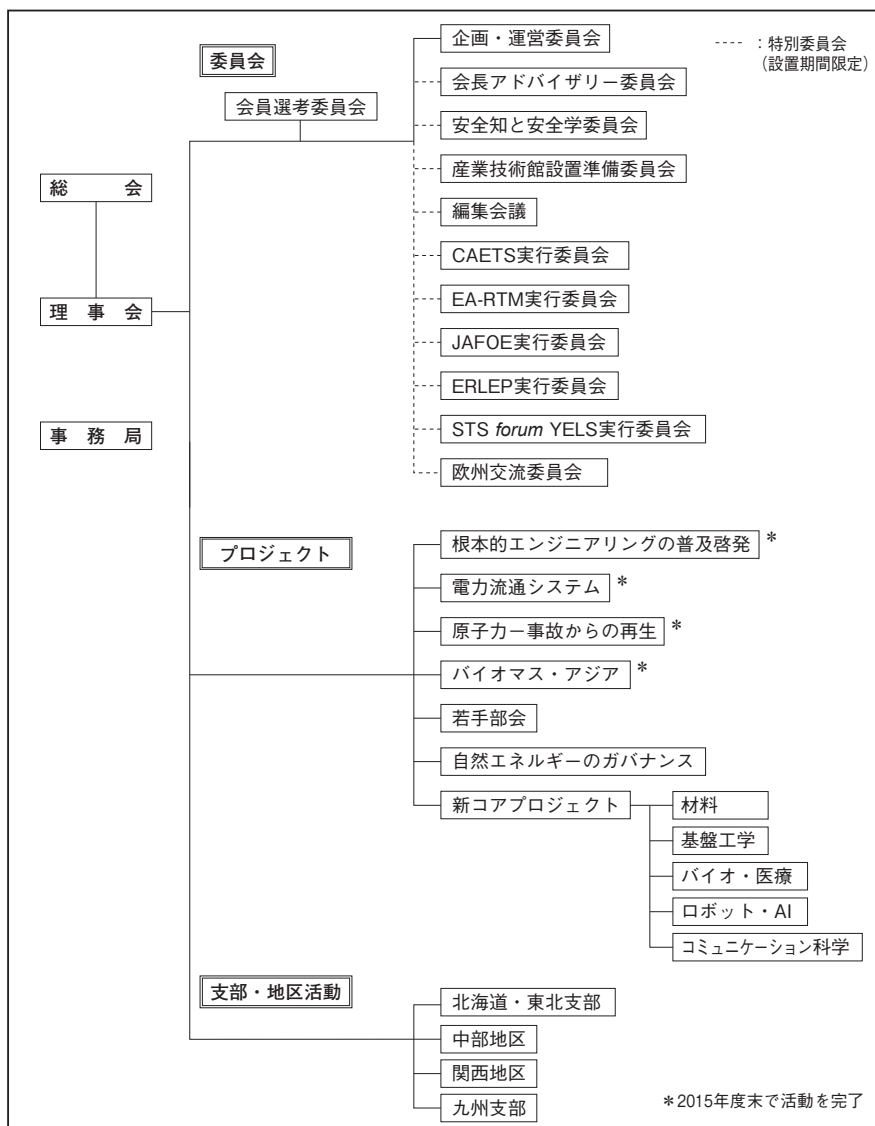 委員会
会員選考委員会
総　会
理　事　会
事　務　局
企画・運営委員会
会長アドバイザリー委員会
安全知と安全学委員会
産業技術館設置準備委員会
編集会議
CAETS実行委員会
EA-RTM実行委員会
JAFOE実行委員会
ERLEP実行委員会
STS forum YELS実行委員会
欧州交流委員会
---- ：特別委員会
（設置期間限定）
プロジェクト
根本的エンジニアリングの普及啓発 ＊
電力流通システム ＊
原子力－事故からの再生 ＊
バイオマス・アジア ＊
若手部会
自然エネルギーのガバナンス
新コアプロジェクト
材料
基盤工学
バイオ・医療
ロボット・AI
コミュニケーション科学
支部・地区活動
北海道・東北支部
中部地区
関西地区
九州支部
＊2015年度末で活動を完了